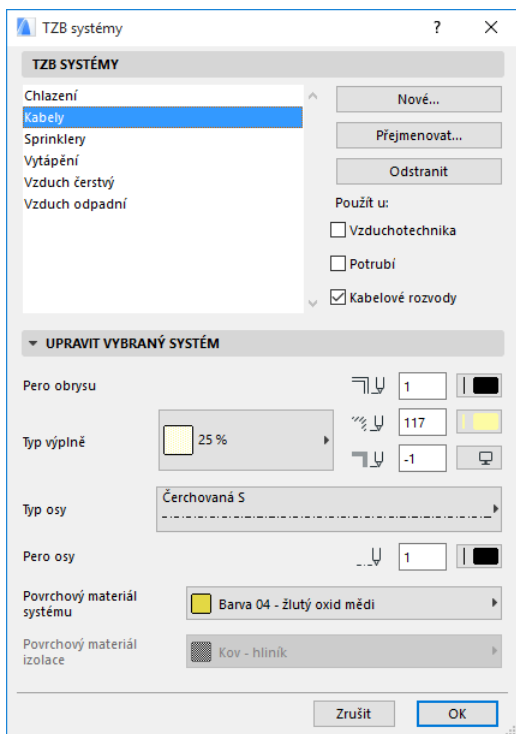 TZB systémy
?
TZB SYSTÉMY
Chlazení
Kabely
Sprinklery
Vytápění
Vzduch čerstvý
Vzduch odpadní
Nové...
Přejmenovat...
Odstranit
Použít u:
Vzduchotechnika
Potrubí
Kabelové rozvody
UPRAVIT VYBRANÝ SYSTÉM
Pero obrysu
1
Typ výplně
25 %
117
-1
Typ osy
Čerchovaná S
Pero osy
1
Povrchový materiál
systému
Barva 04 - žlutý oxid mědi
Povrchový materiál
izolace
Kov - hliník
Zrušit
OK